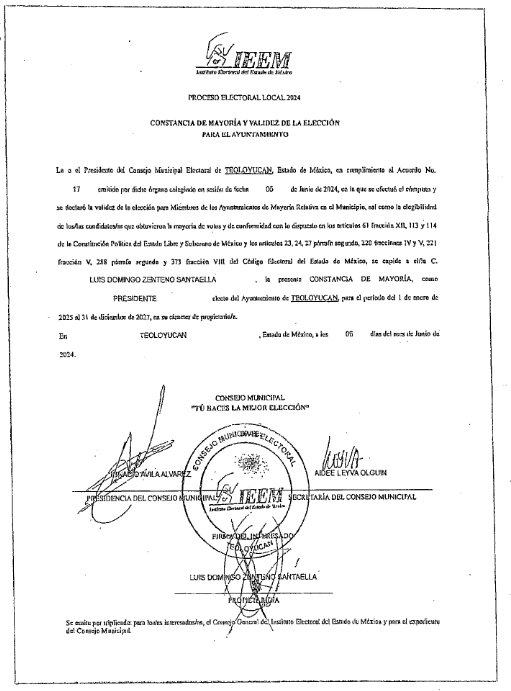 IEEM
Instituto Electoral del Estado de México
PROCESO ELECTORAL LOCAL 2024
CONSTANCIA DE MAYORÍA Y VALIDEZ DE LA ELECCIÓN
PARA EL AYUNTAMIENTO
La o el Presidente del Consejo Municipal Electoral de TEOLOYUCAN, Estado de México, en cumplimiento al Acuerdo No.
17 emitido por dicho órgano colegiado en sesión de fecha 05 de Junio de 2024, en la que se efectuó el cómputo y
se declaró la validez de la elección para Miembros de los Ayuntamientos de Mayoría Relativa en el Municipio, así como la elegibilidad
de los/las candidatos/as que obtuvieron la mayoría de votos y de conformidad con lo dispuesto en los artículos 61 fracción XII, 113 y 114
de la Constitución Política del Estado Libre y Soberano de México y los artículos 23, 24, 27 párrafo segundo, 220 fracciones IV y V, 221
fracción V, 288 párrafo segundo y 373 fracción VIII del Código Electoral del Estado de México, se expide a el/la C.
LUIS DOMINGO ZENTENO SANTAELLA , la presente CONSTANCIA DE MAYORÍA, como
PRESIDENTE electo del Ayuntamiento de TEOLOYUCAN, para el periodo del 1 de enero de
2025 al 31 de diciembre de 2027, en su carácter de propietario/a.
En TEOLOYUCAN , Estado de México, a los 05 días del mes de Junio de
2024.
CONSEJO MUNICIPAL
"TÚ HACES LA MEJOR ELECCIÓN"
CONSEJO MUNICIPAL ELECTORAL
DAVILA ALVAREZ
AIDEE LEYVA OLGUIN
PRESIDENCIA DEL CONSEJO MUNICIPAL
SECRETARÍA DEL CONSEJO MUNICIPAL
IEEM
Instituto Electoral del Estado de México
FIRMA DEL INTERESADO
TEOLOYUCAN
LUIS DOMINGO ZENTENO SANTAELLA
PROPIETARIO/A
Se emite por triplicado: para los/as interesados/as, el Consejo General del Instituto Electoral del Estado de México y para el expediente
del Consejo Municipal.